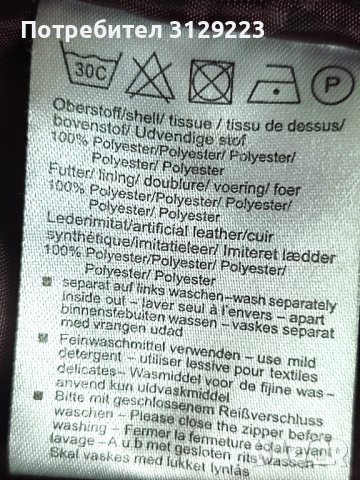 Потребител 3129223
30C
P
Oberstoff/shell/ tissue / tissu de dessus/
bovenstof/ Udvendige stof
100% Polyester/Polyester/ Polyester/
Polyester/ Polyester
Futter/ lining/ doublure/ voering/ foer
100% Polyester/Polyester/ Polyester/
Polyester/ Polyester
Lederimitat/artificial leather/cuir
synthétique/imitatieleer/ Imiteret lædder
100% Polyester/Polyester/ Polyester/
Polyester/ Polyester
separat auf links waschen–wash separately
inside out – laver seul à l'envers – apart
binnenstebuiten wassen – vaskes separat
med vrangen udad
Feinwaschmittel verwenden – use mild
detergent – utiliser lessive pour textiles
delicates– Wasmiddel voor de fijine was–
anvend kun uldvaskmiddel
Bitte mit geschlossenem Reißverschluss
waschen – Please close the zipper before
washing – Fermer la fermeture éclair avant
lavage – A u.b met gesloten rits wassen –
Skal vaskes med lukket lynlås